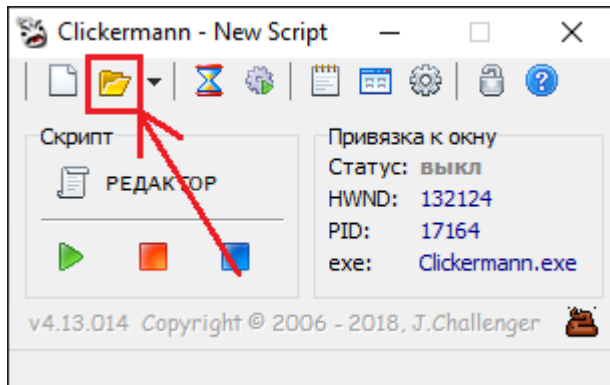 Clickermann - New Script
Скрипт
РЕДАКТОР
Привязка к окну
Статус: выкл
HWND: 132124
PID: 17164
exe: Clickermann.exe
v4.13.014 Copyright © 2006 - 2018, J.Challenger